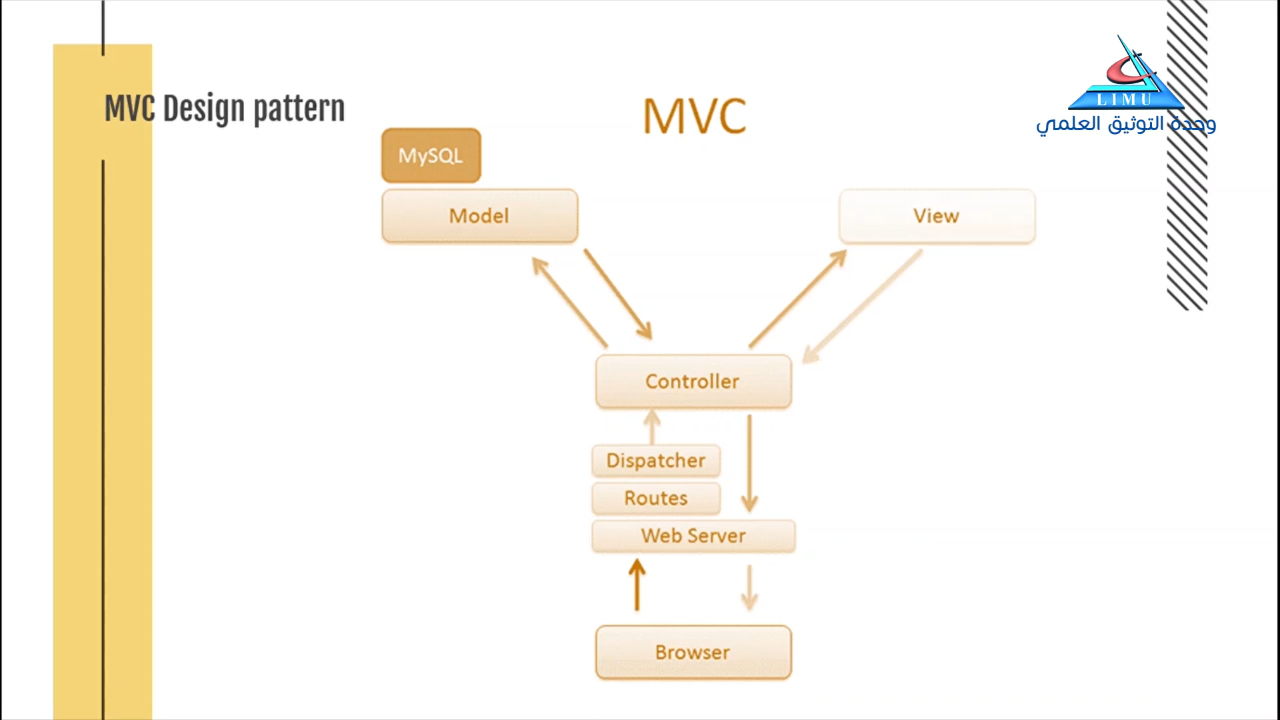 MVC Design pattern
MVC
LIMU
وحدة التوثيق العلمي
MySQL
Model
View
Controller
Dispatcher
Routes
Web Server
Browser